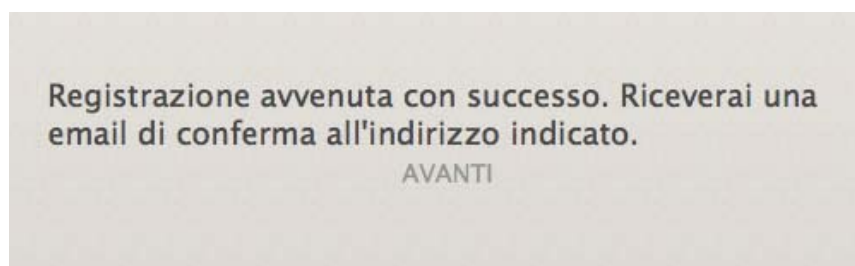 Registrazione avvenuta con successo. Riceverai una
email di conferma all'indirizzo indicato.
AVANTI